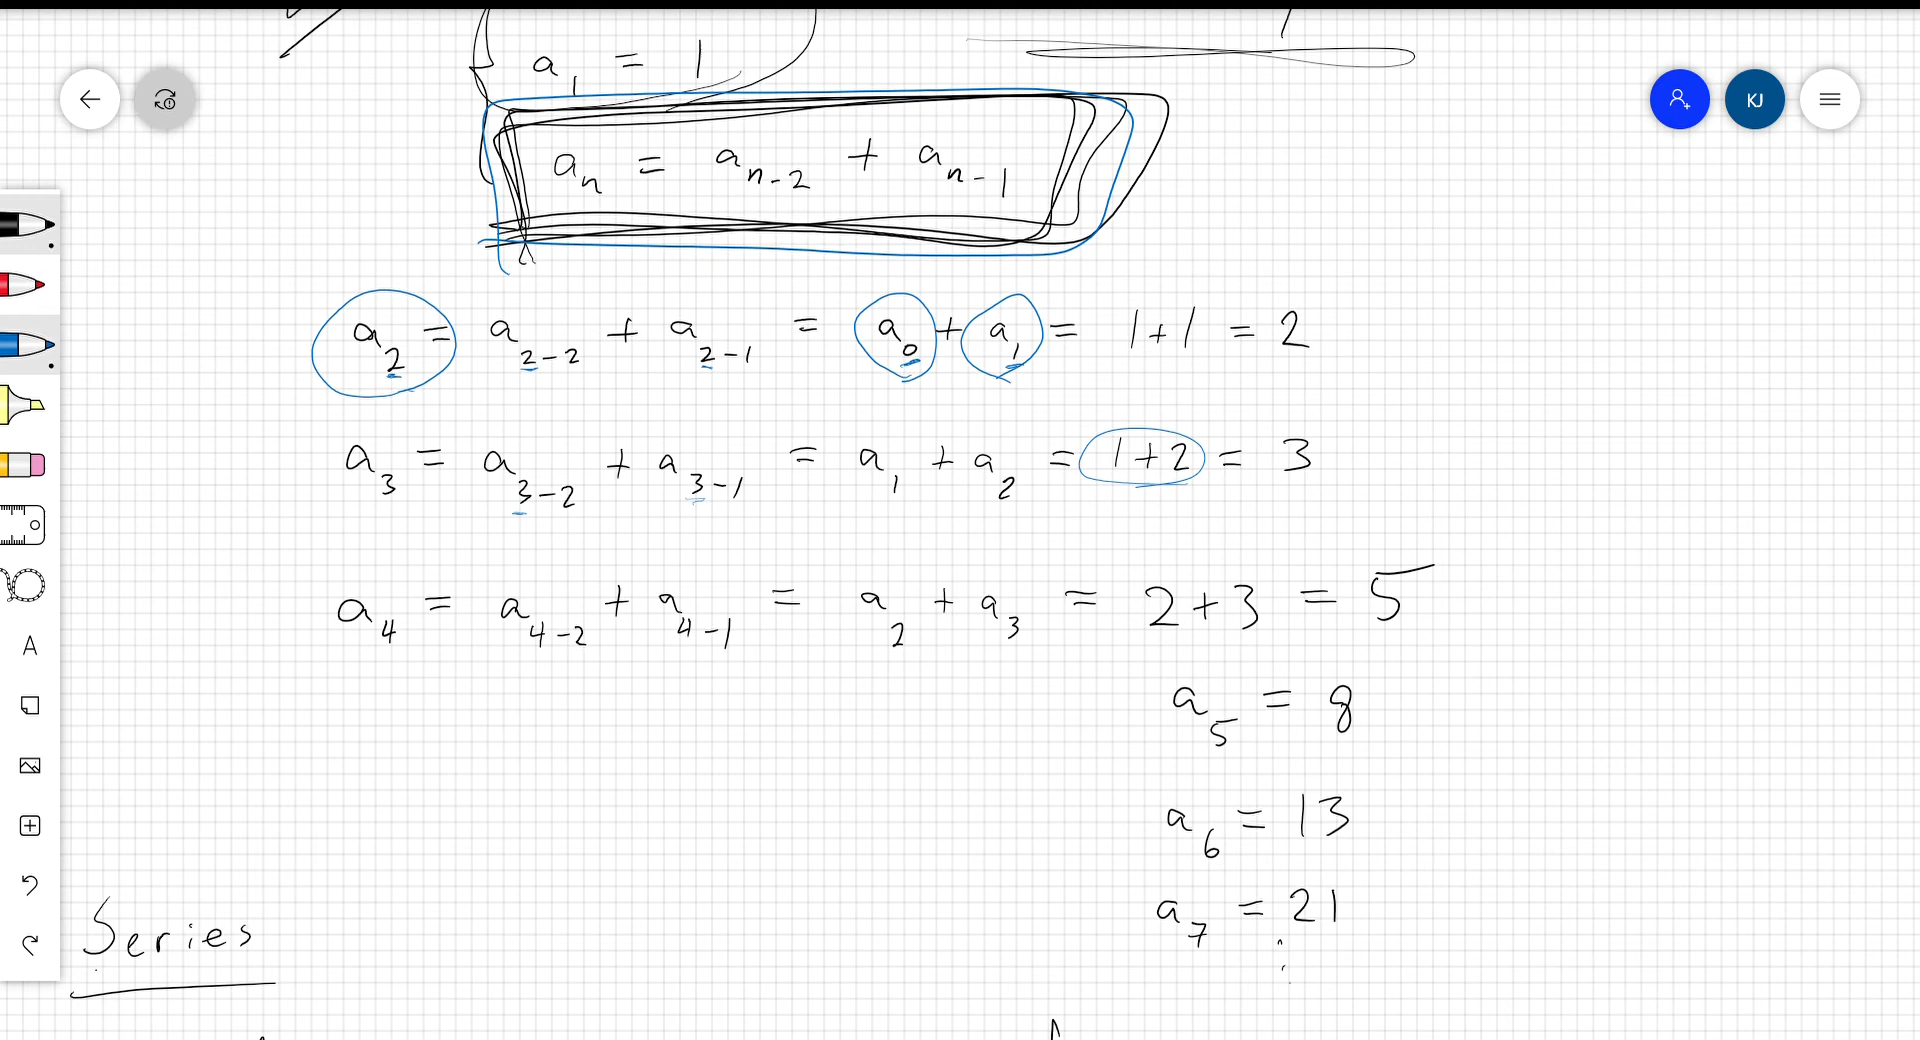 a₁ = 1
KJ
aₙ = aₙ₋₂ + aₙ₋₁
a₂ = a₂₋₂ + a₂₋₁ = a₀ + a₁ = 1+1 = 2
a₃ = a₃₋₂ + a₃₋₁ = a₁ + a₂ = 1+2 = 3
a₄ = a₄₋₂ + a₄₋₁ = a₂ + a₃ = 2+3 = 5
A
a₅ = 8
a₆ = 13
a₇ = 21
⋮
Series